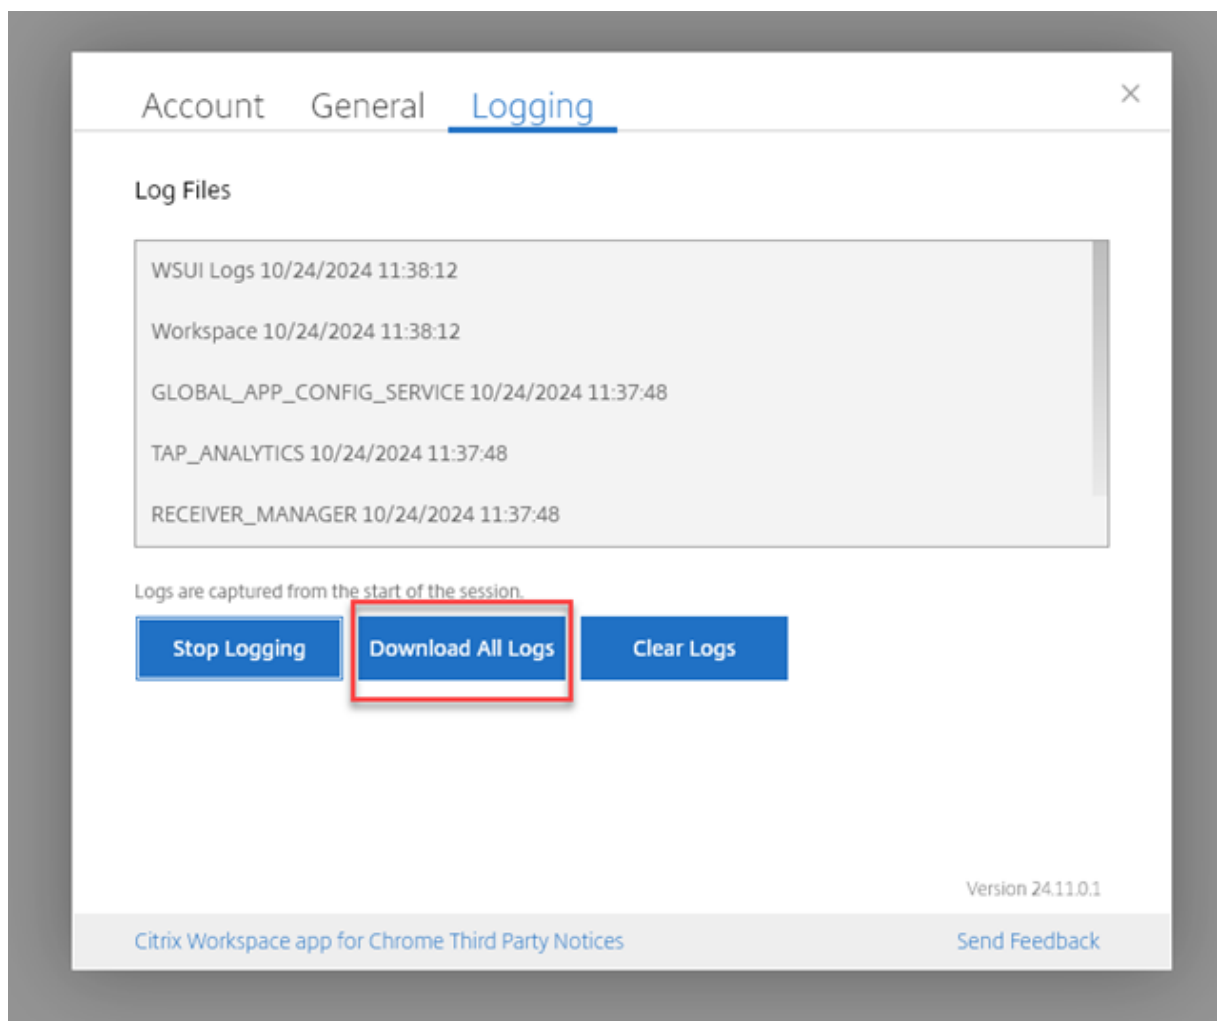 Account General Logging
Log Files
WSUI Logs 10/24/2024 11:38:12
Workspace 10/24/2024 11:38:12
GLOBAL_APP_CONFIG_SERVICE 10/24/2024 11:37:48
TAP_ANALYTICS 10/24/2024 11:37:48
RECEIVER_MANAGER 10/24/2024 11:37:48
Logs are captured from the start of the session.
Stop Logging Download All Logs Clear Logs
Version 24.11.0.1
Citrix Workspace app for Chrome Third Party Notices Send Feedback